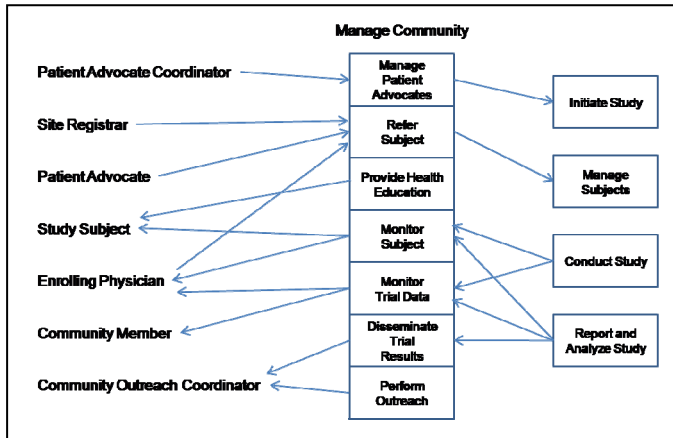 Manage Community
Patient Advocate Coordinator
Site Registrar
Patient Advocate
Study Subject
Enrolling Physician
Community Member
Community Outreach Coordinator
Manage
Patient
Advocates
Refer
Subject
Provide Health
Education
Monitor
Subject
Monitor
Trial Data
Disseminate
Trial
Results
Perform
Outreach
Initiate Study
Manage
Subjects
Conduct Study
Report and
Analyze Study